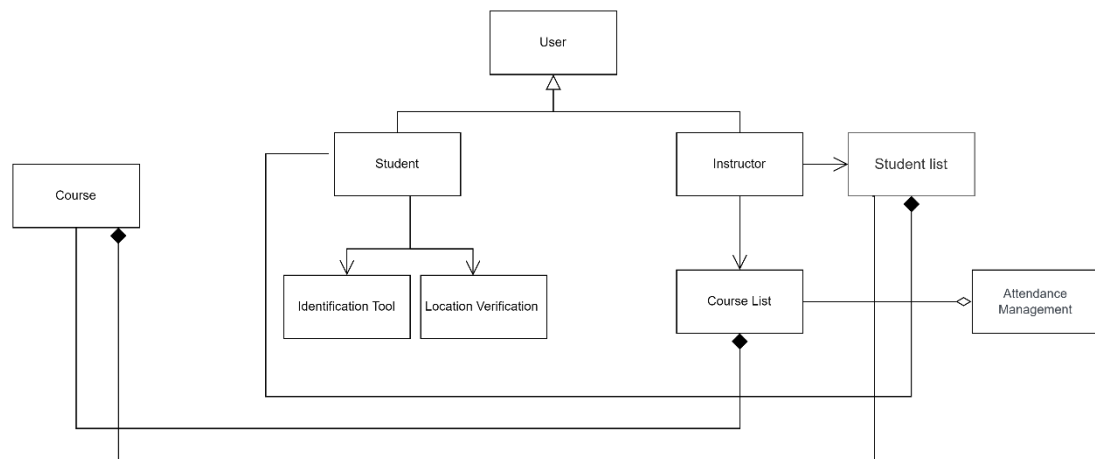 User
Student
Instructor
Student list
Course
Identification Tool
Location Verification
Course List
Attendance
Management